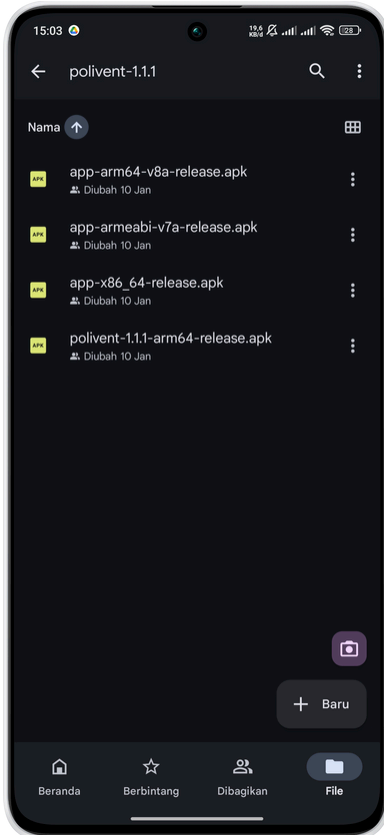 15:03
19,6
KB/d
28
polivent-1.1.1
Nama
APK
app-arm64-v8a-release.apk
Diubah 10 Jan
APK
app-armeabi-v7a-release.apk
Diubah 10 Jan
APK
app-x86_64-release.apk
Diubah 10 Jan
APK
polivent-1.1.1-arm64-release.apk
Diubah 10 Jan
Baru
Beranda
Berbintang
Dibagikan
File